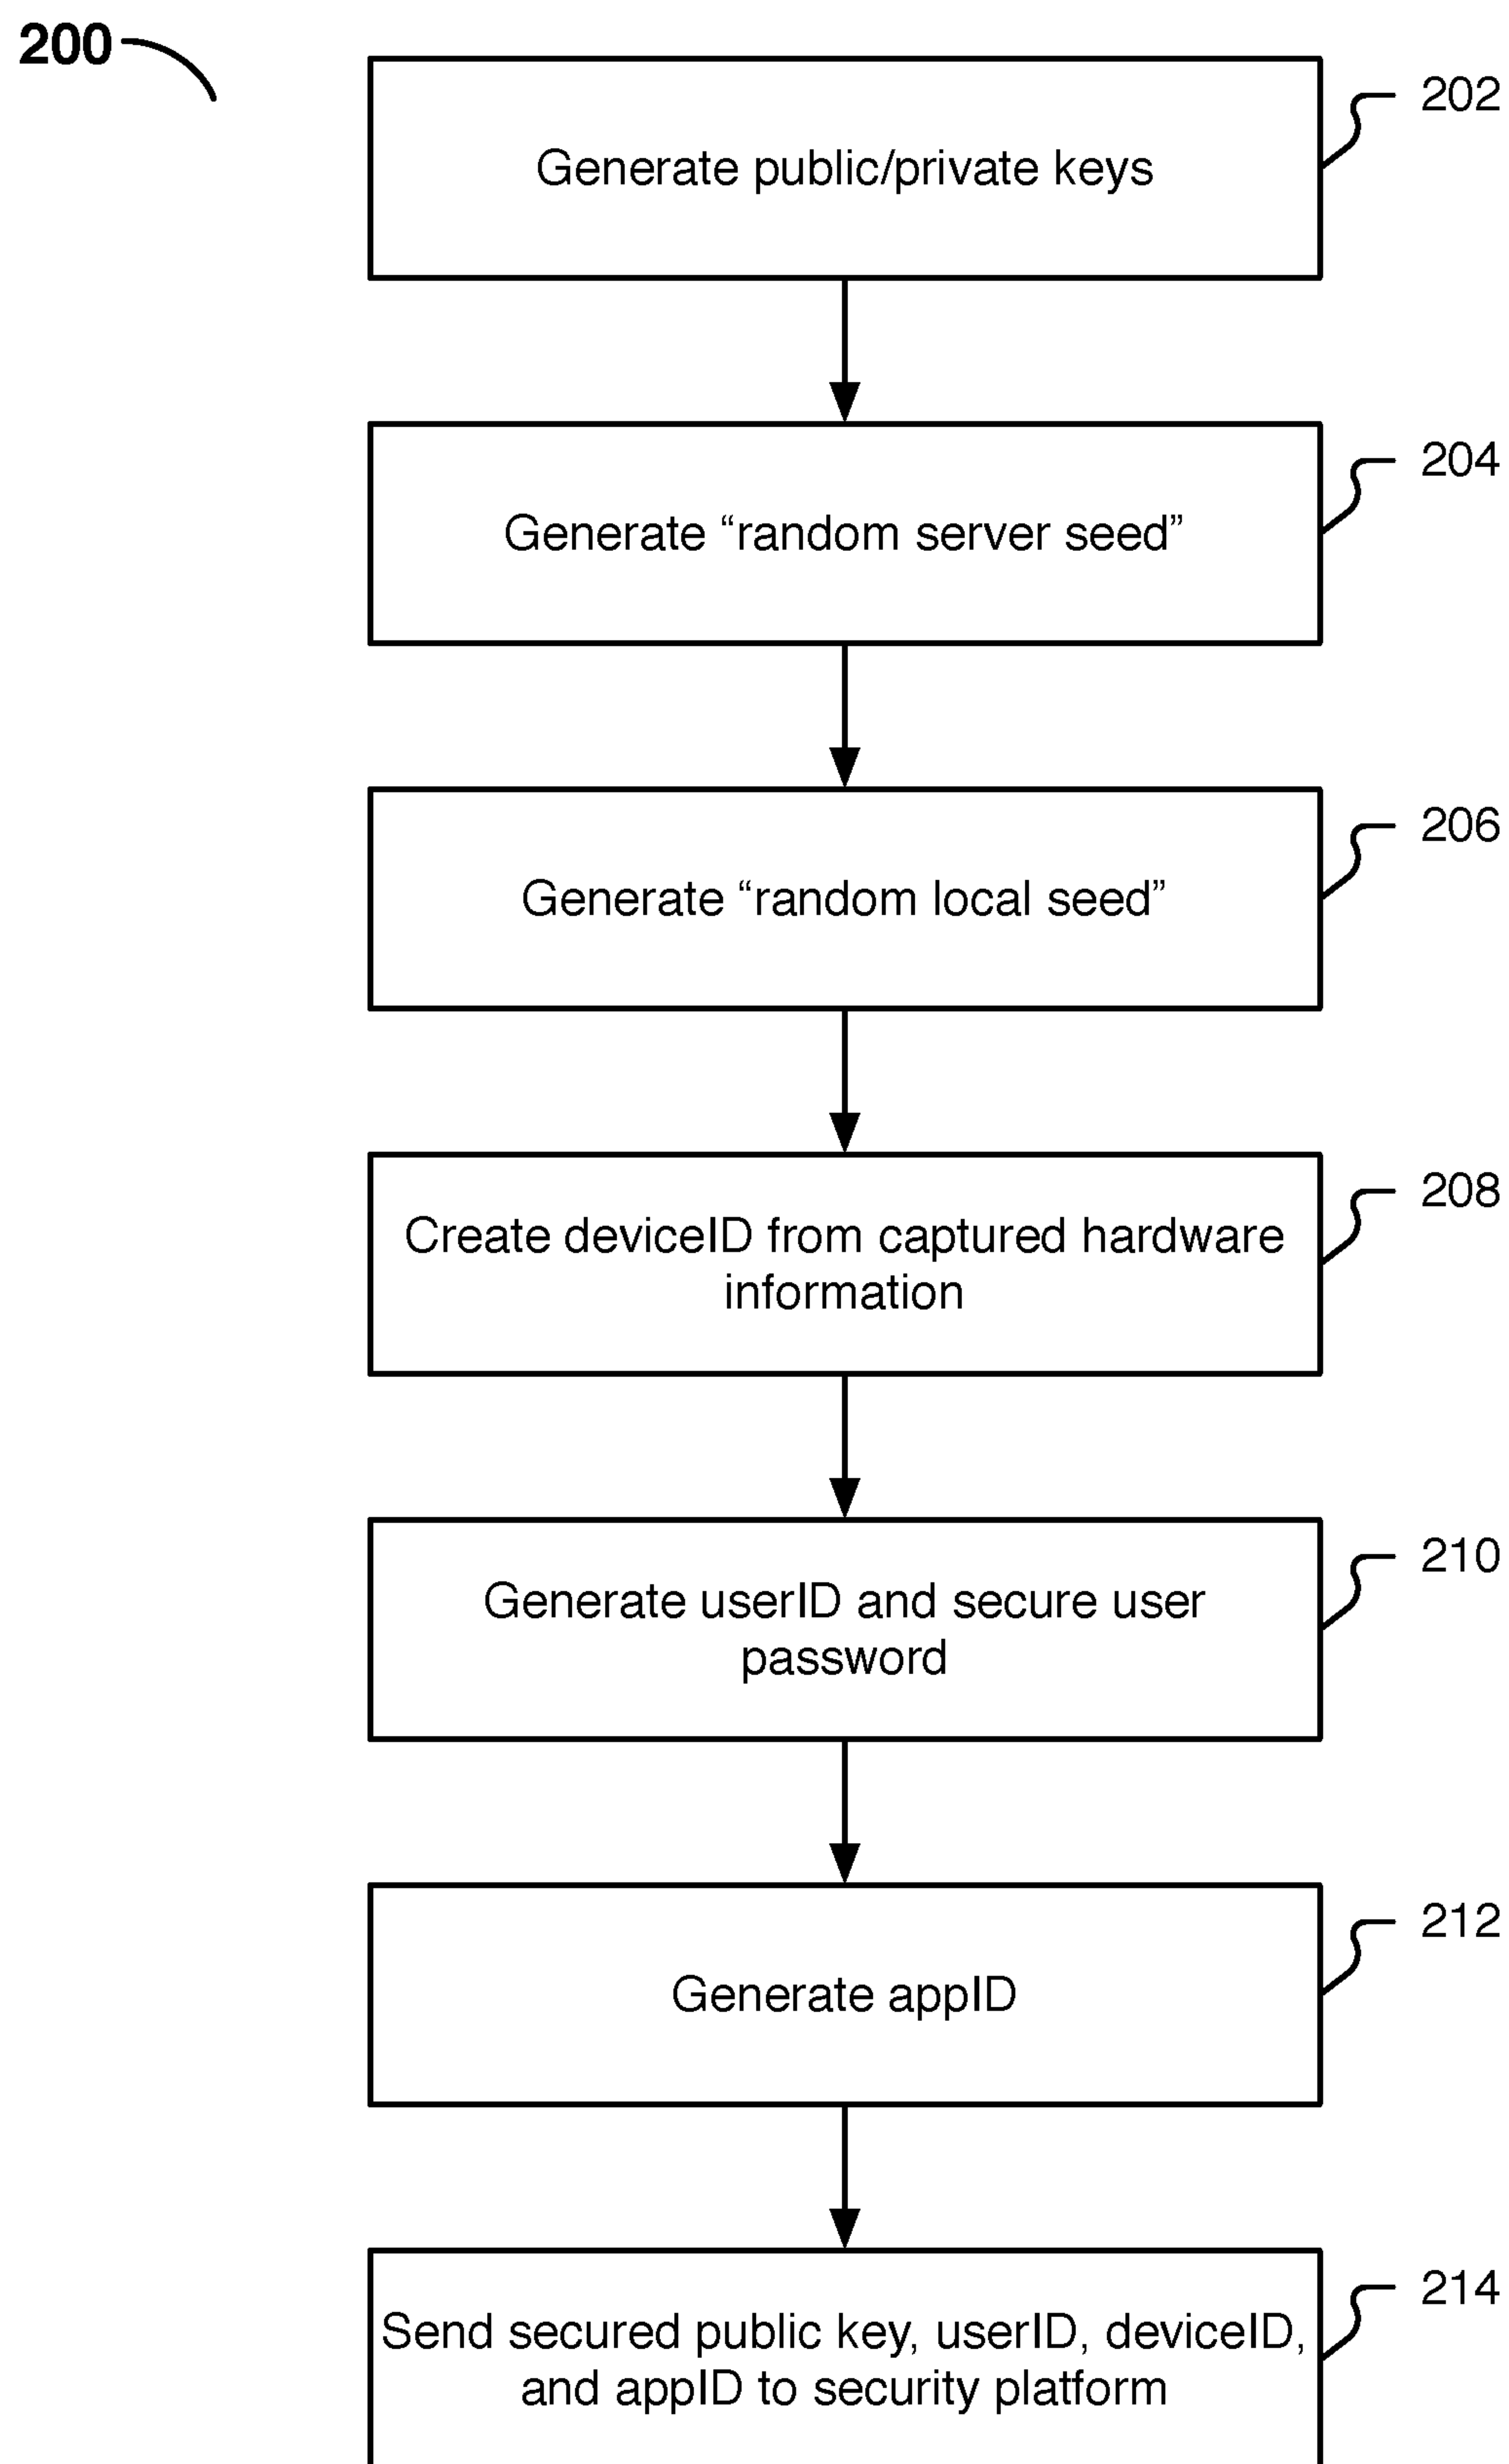 200
202
Generate public/private keys
204
Generate “random server seed”
206
Generate “random local seed”
208
Create deviceID from captured hardware
information
210
Generate userID and secure user
password
212
Generate appID
214
Send secured public key, userID, deviceID,
and appID to security platform